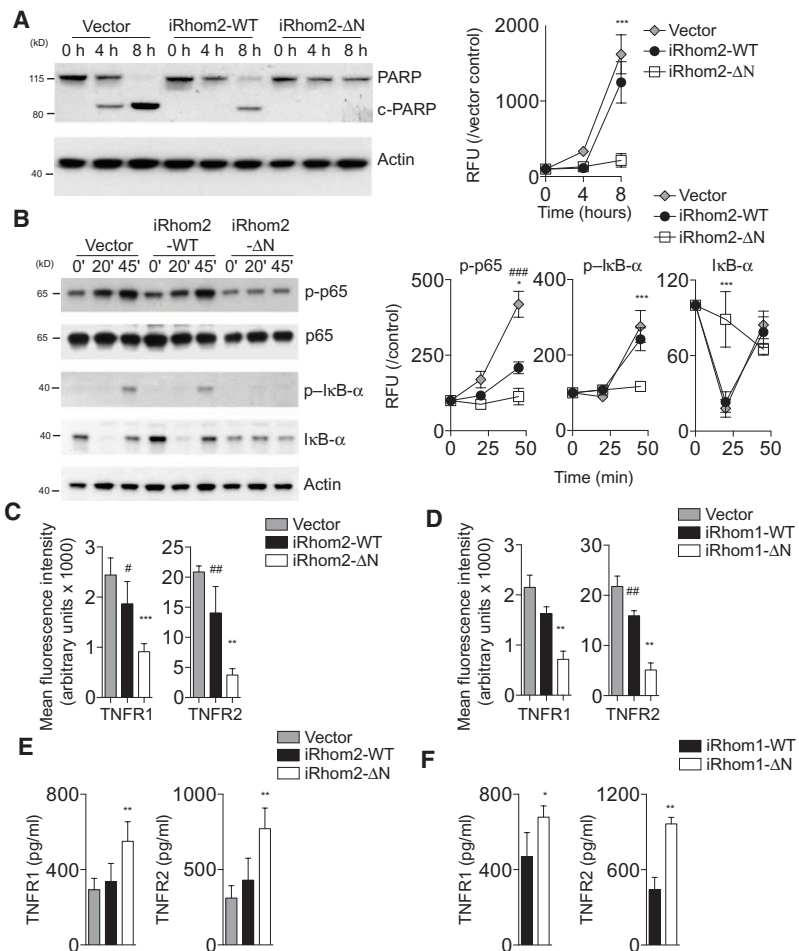 A
Vector iRhom2-WT iRhom2-ΔN
(kD) 0 h 4 h 8 h 0 h 4 h 8 h 0 h 4 h 8 h
115 PARP
80 c-PARP
40 Actin
RFU (/vector control)
2000
1000
0
0 4 8
Time (hours)
***
Vector
iRhom2-WT
iRhom2-ΔN
B
Vector iRhom2 -WT iRhom2 -ΔN
(kD) 0' 20' 45' 0' 20' 45' 0' 20' 45'
65 p-p65
65 p65
40 p–IκB-α
40 IκB-α
40 Actin
Vector
iRhom2-WT
iRhom2-ΔN
RFU (/control)
p-p65
500
250
0
###
*
0 25 50
p–IκB-α
400
200
0
***
0 25 50
IκB-α
120
60
0
***
0 25 50
Time (min)
C
Vector
iRhom2-WT
iRhom2-ΔN
Mean fluorescence intensity
(arbitrary units x 1000)
3
2
1
0
#
***
TNFR1
25
20
15
10
5
0
##
**
TNFR2
D
Vector
iRhom1-WT
iRhom1-ΔN
Mean fluorescence intensity
(arbitrary units x 1000)
3
2
1
0
**
TNFR1
30
20
10
0
##
**
TNFR2
E
Vector
iRhom2-WT
iRhom2-ΔN
TNFR1 (pg/ml)
800
400
0
**
TNFR2 (pg/ml)
1000
500
0
**
F
iRhom1-WT
iRhom1-ΔN
TNFR1 (pg/ml)
800
400
0
*
TNFR2 (pg/ml)
1200
600
0
**